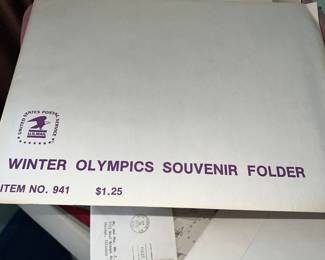 UNITED STATES POSTAL SERVICE
U.S. MAIL
WINTER OLYMPICS SOUVENIR FOLDER
ITEM NO. 941 $1.25